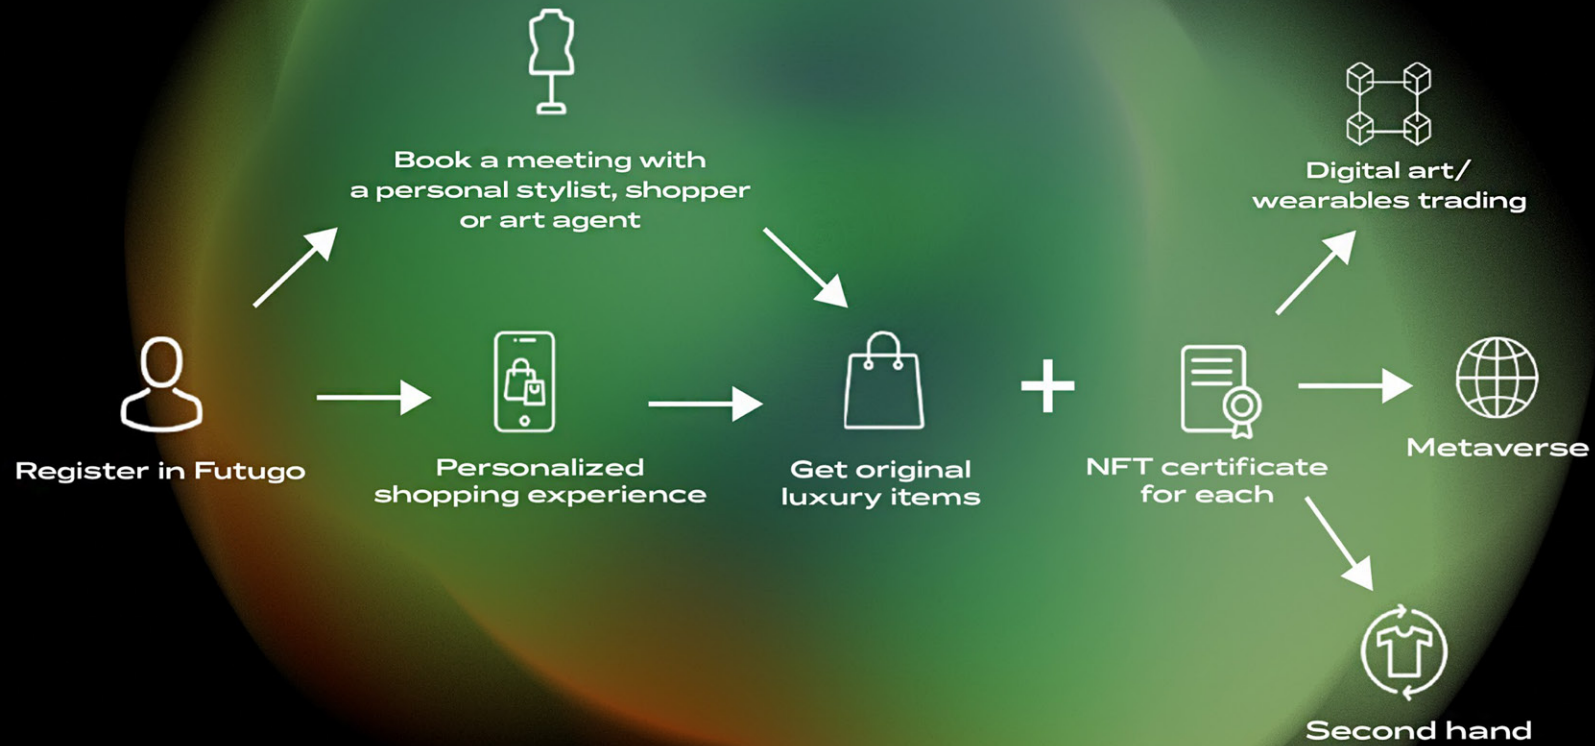 Book a meeting with
a personal stylist, shopper
or art agent
Digital art/
wearables trading
Register in Futugo
Personalized
shopping experience
Get original
luxury items
NFT certificate
for each
Metaverse
Second hand